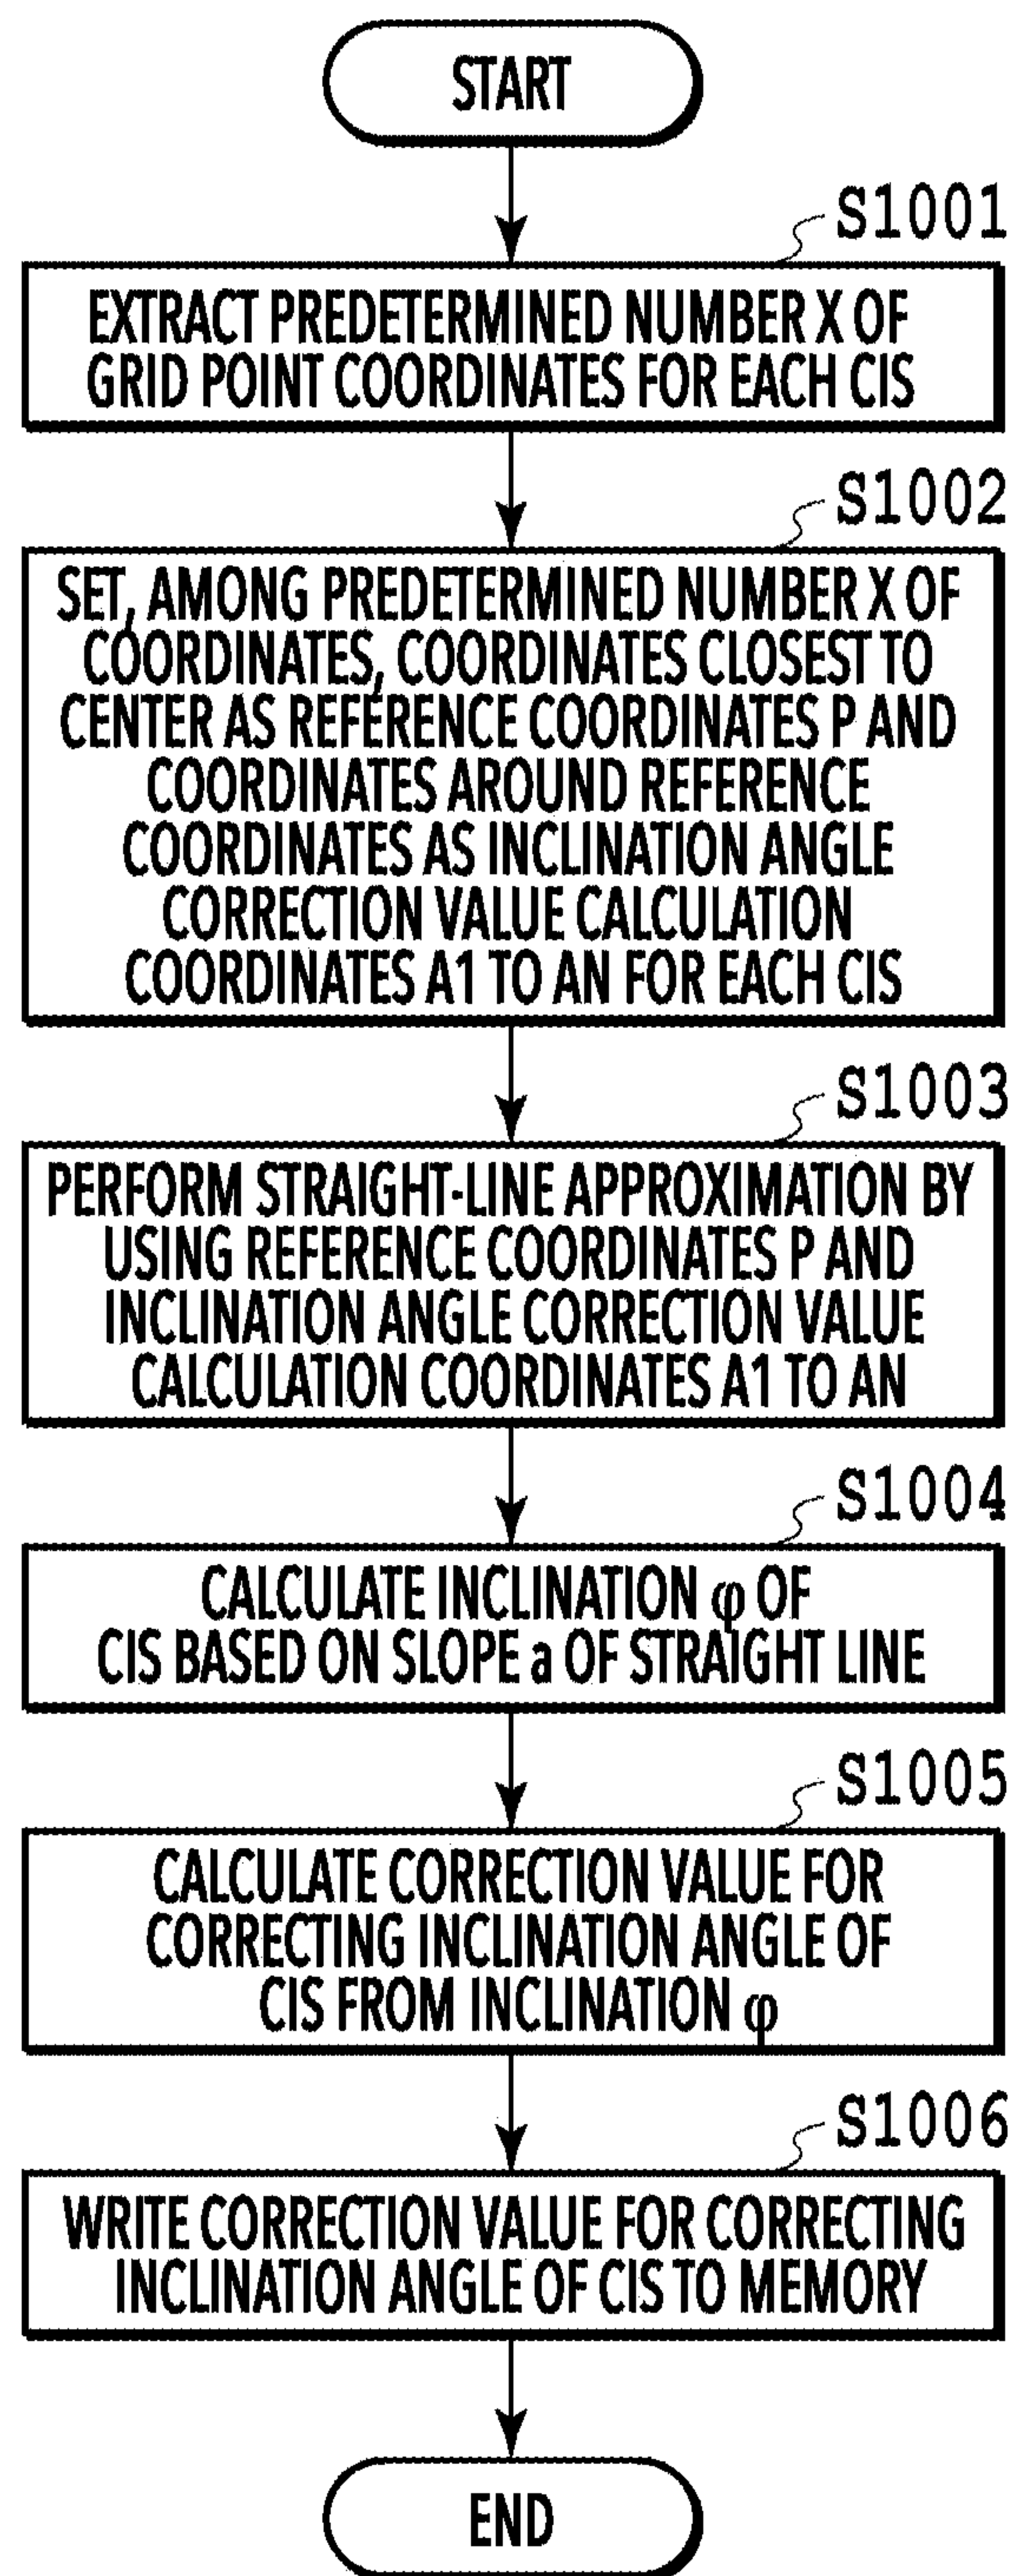 START
S1001
EXTRACT PREDETERMINED NUMBER X OF
GRID POINT COORDINATES FOR EACH CIS
S1002
SET, AMONG PREDETERMINED NUMBER X OF
COORDINATES, COORDINATES CLOSEST TO
CENTER AS REFERENCE COORDINATES P AND
COORDINATES AROUND REFERENCE
COORDINATES AS INCLINATION ANGLE
CORRECTION VALUE CALCULATION
COORDINATES A1 TO AN FOR EACH CIS
S1003
PERFORM STRAIGHT-LINE APPROXIMATION BY
USING REFERENCE COORDINATES P AND
INCLINATION ANGLE CORRECTION VALUE
CALCULATION COORDINATES A1 TO AN
S1004
CALCULATE INCLINATION φ OF
CIS BASED ON SLOPE a OF STRAIGHT LINE
S1005
CALCULATE CORRECTION VALUE FOR
CORRECTING INCLINATION ANGLE OF
CIS FROM INCLINATION φ
S1006
WRITE CORRECTION VALUE FOR CORRECTING
INCLINATION ANGLE OF CIS TO MEMORY
END